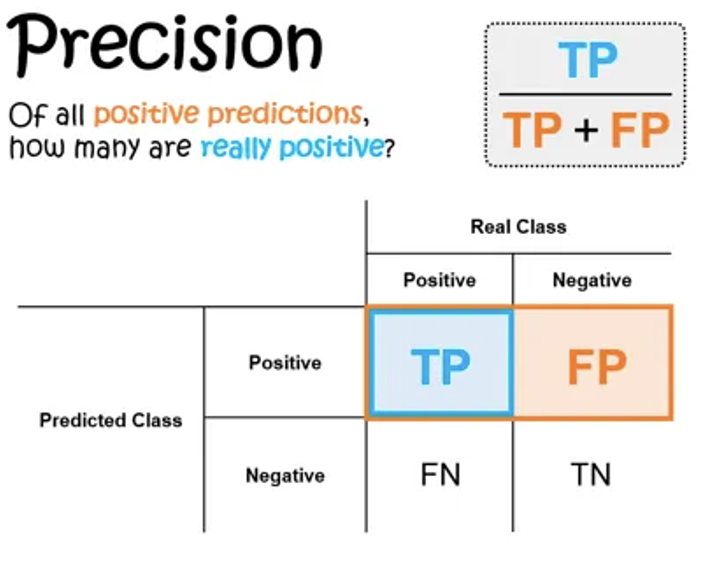 Precision
Of all positive predictions,
how many are really positive?
TP
TP + FP
Real Class
Positive Negative
Predicted Class
Positive TP FP
Negative FN TN